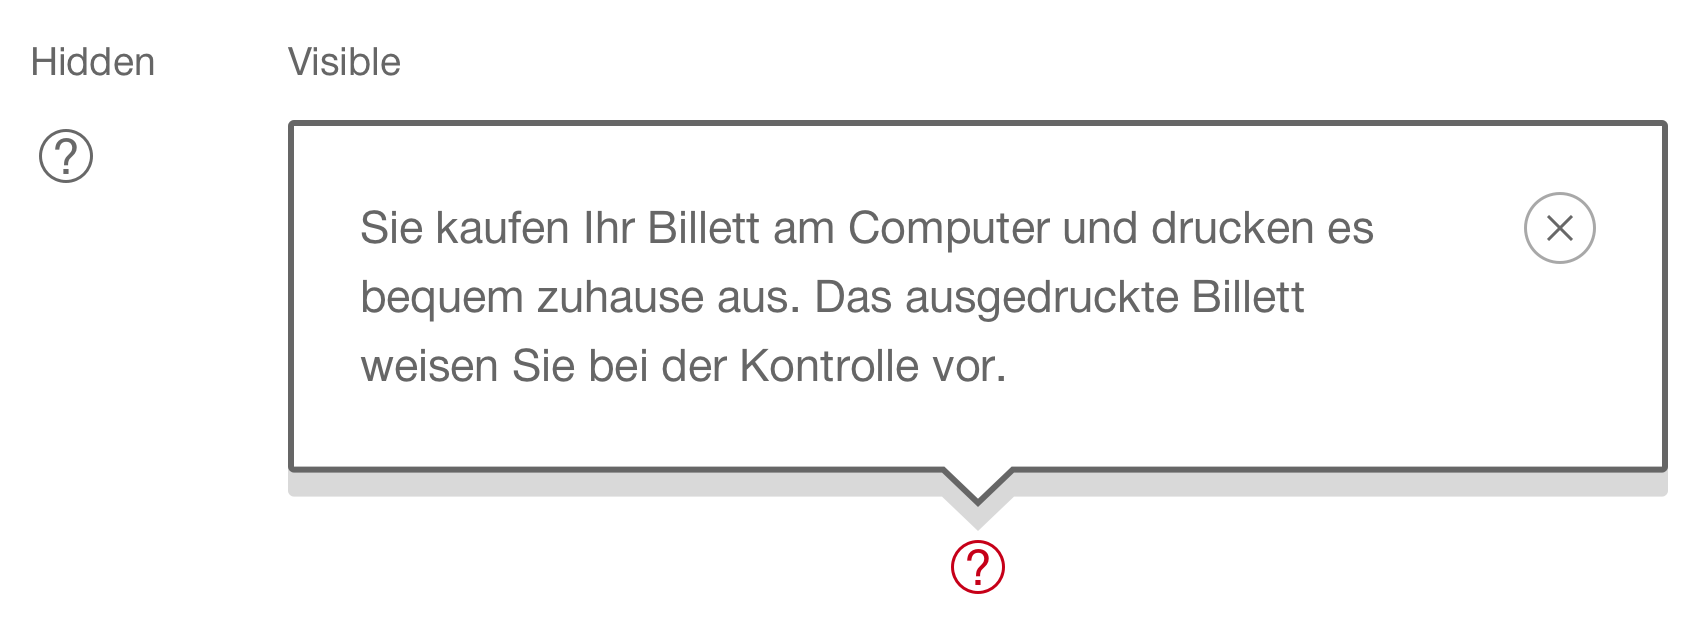 Hidden
Visible
?
Sie kaufen Ihr Billett am Computer und drucken es
bequem zuhause aus. Das ausgedruckte Billett
weisen Sie bei der Kontrolle vor.
?